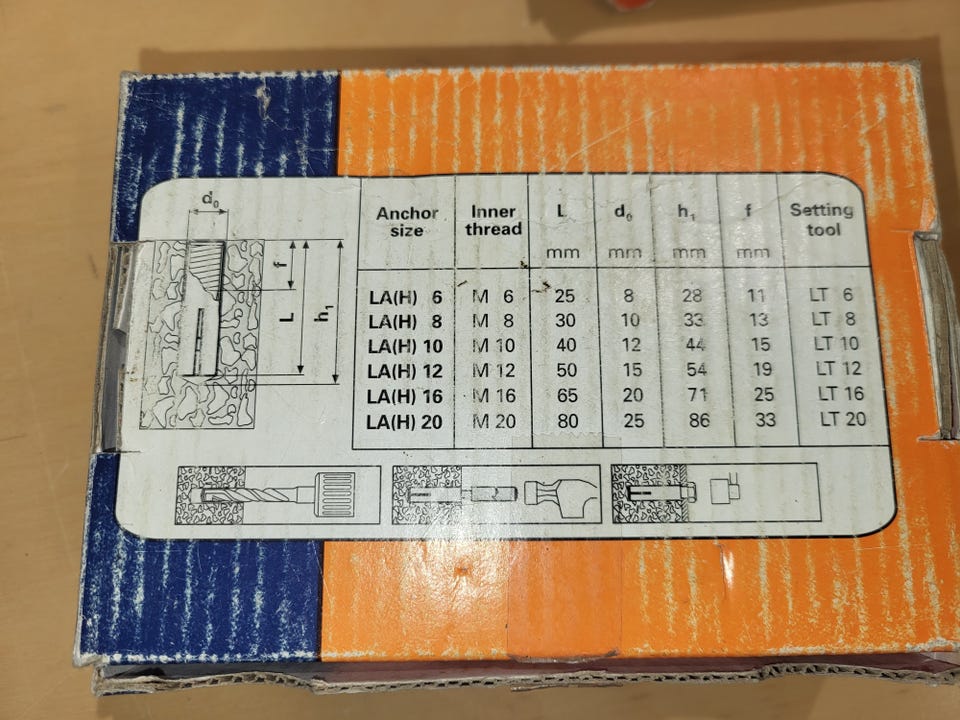 d₀
f
L
h₁
Anchor size Inner thread L mm d₀ mm h₁ mm f mm Setting tool
LA(H) 6 M 6 25 8 28 11 LT 6
LA(H) 8 M 8 30 10 33 13 LT 8
LA(H) 10 M 10 40 12 44 15 LT 10
LA(H) 12 M 12 50 15 54 19 LT 12
LA(H) 16 M 16 65 20 71 25 LT 16
LA(H) 20 M 20 80 25 86 33 LT 20